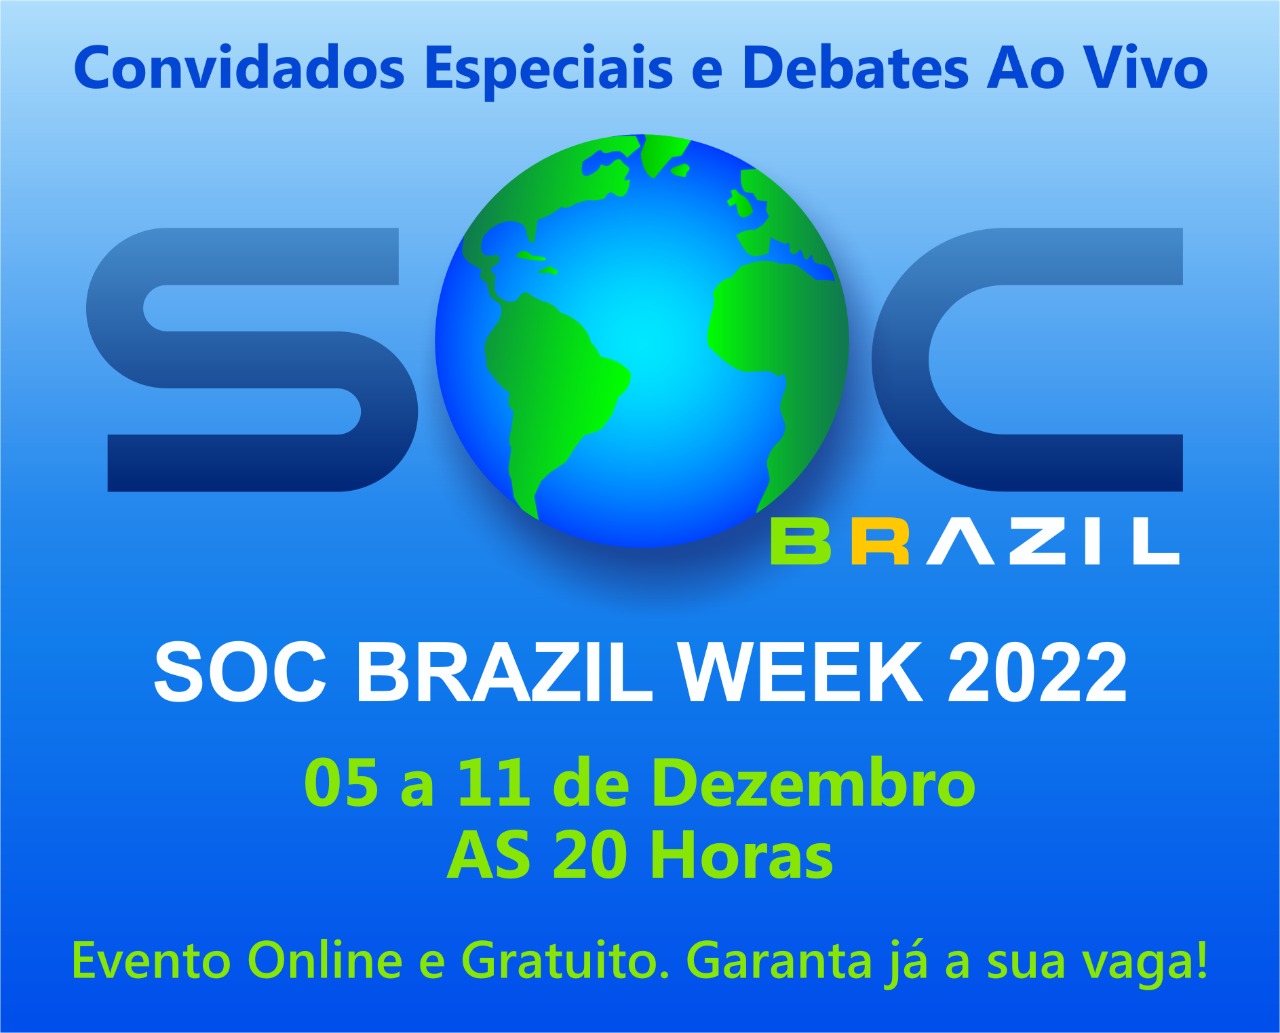 Convidados Especiais e Debates Ao Vivo
SOC
BRAZIL
SOC BRAZIL WEEK 2022
05 a 11 de Dezembro
AS 20 Horas
Evento Online e Gratuito. Garanta já a sua vaga!